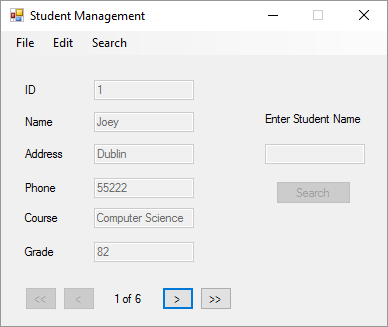 Student Management
File Edit Search
ID 1
Name Joey
Enter Student Name
Address Dublin
Phone 55222
Search
Course Computer Science
Grade 82
<< < 1 of 6 > >>